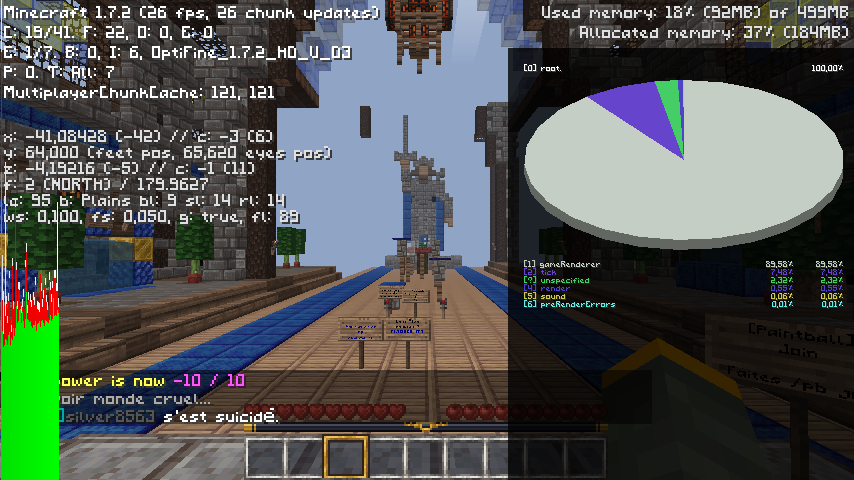 Minecraft 1.7.2 (26 fps, 26 chunk updates)
C: 19/41. F: 22, O: 0, E: 0
E: 1/7. B: 0, I: 6, OptiFine_1.7.2_HD_U_D3
P: 0. T: All: 7
MultiplayerChunkCache: 121, 121
x: -41,08428 (-42) // c: -3 (6)
y: 64,000 (feet pos, 65,620 eyes pos)
z: -4,19216 (-5) // c: -1 (11)
f: 2 (NORTH) / 179.9627
lc: 95 b: Plains bl: 9 sl: 14 rl: 14
ws: 0,100, fs: 0,050, g: true, fl: 89
Used memory: 18% (92MB) of 499MB
Allocated memory: 37% (184MB)
[0] root. 100,00%
[1] gameRenderer 89,58% 89,58%
[2] tick 7,48% 7,48%
[?] unspecified 2,32% 2,32%
[4] render 0,55% 0,55%
[5] sound 0,06% 0,06%
[6] preRenderErrors 0,01% 0,01%
[Paintball]
Join
Faites /pb
power is now -10 / 10
oir monde cruel...
silver8563 s'est suicidé.